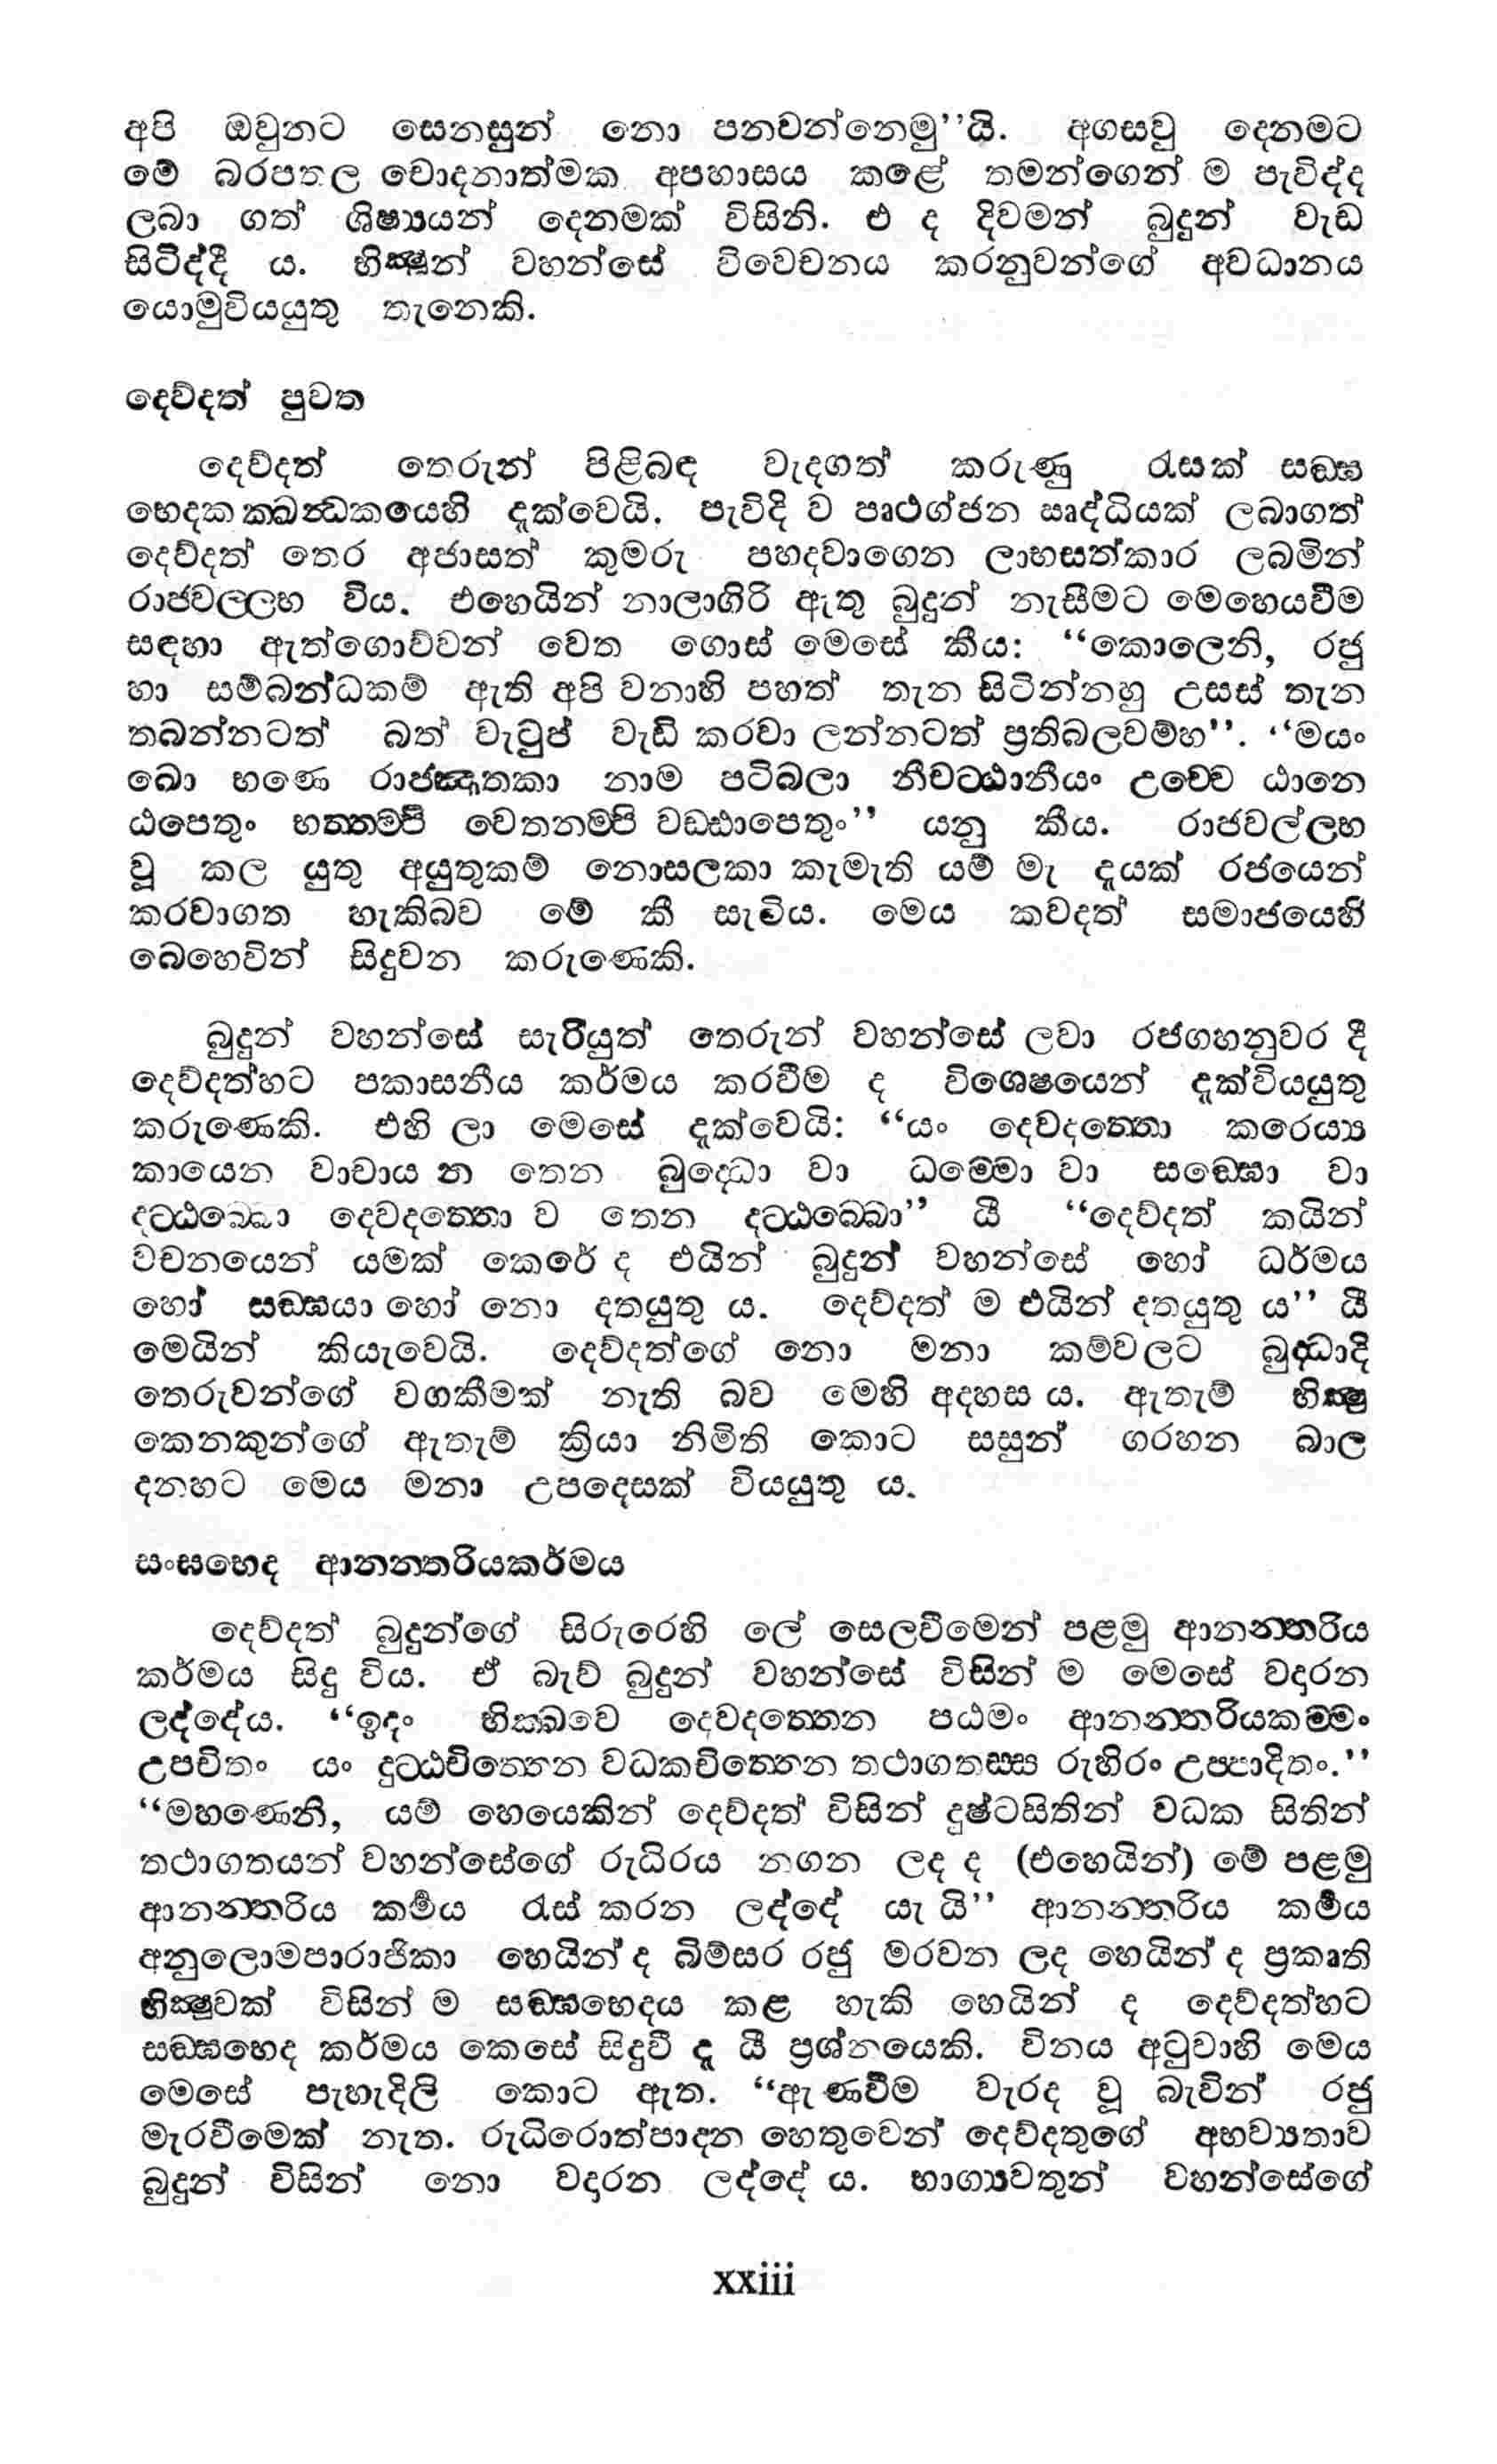 අපි ඔවුනට සෙනසුන් නො පනවන්නෙමු’’යි. අගසවු දෙනමට
මේ බරපතල චොදනාත්මක අපහාසය කළේ තමන්ගෙන් ම පැවිද්ද
ලබා ගත් ශිෂ්‍යයන් දෙනමක් විසිනි. එ ද දිවමන් බුදුන් වැඩ
සිටිද්දී ය. භික්‍ෂූන් වහන්සේ විවෙචනය කරනුවන්ගේ අවධානය
යොමුවියයුතු තැනෙකි.
දෙව්දත් පුවත
දෙව්දත් තෙරුන් පිළිබඳ වැදගත් කරුණු රැසක් සඞ්ඝ
භෙදකක්ඛන්‍ධකයෙහි දැක්වෙයි. පැවිදි ව පෘථග්ජන ඍද්ධියක් ලබාගත්
දෙව්දත් තෙර අජාසත් කුමරු පහදවාගෙන ලාභසත්කාර ලබමින්
රාජවල්ලභ විය. එහෙයින් නාලාගිරි ඇතු බුදුන් නැසීමට මෙහෙයවීම
සඳහා ඇත්ගොව්වන් වෙත ගොස් මෙසේ කීය: ‘‘කොලෙනි, රජු
හා සම්බන්ධකම් ඇති අපි වනාහි පහත් තැන සිටින්නහු උසස් තැන
තබන්නටත් බත් වැටුප් වැඩි කරවා ලන්නටත් ප්‍රතිබලවම්හ’’. ‘‘මයං
ඛො භණෙ රාජඤාතකා නාම පටිබලා නීචට්ඨානීයං උච්චෙ ඨානෙ
ඨපෙතුං භත්තම්පි වෙතනම්පි වඩ්ඪාපෙතුං’’ යනු කීය. රාජවල්ලභ
වූ කල යුතු අයුතුකම් නොසලකා කැමැති යම් මැ දෑයක් රජයෙන්
කරවාගත හැකිබව මේ කී සැටිය. මෙය කවදත් සමාජයෙහි
බෙහෙවින් සිදුවන කරුණෙකි.
බුදුන් වහන්සේ සැරියුත් තෙරුන් වහන්සේ ලවා රජගහනුවර දී
දෙව්දත්හට පකාසනීය කර්මය කරවීම ද විශෙෂයෙන් දැක්වියයුතු
කරුණෙකි. එහි ලා මෙසේ දැක්වෙයි: ‘‘යං දෙවදත්තො කරෙය්‍ය
කායෙන වාචාය න තෙන බුද්ධො වා ධම්මො වා සඞ්ඝො වා
දට්ඨබ්බො දෙවදත්තො ව තෙන දට්ඨබ්බො’’ යී ‘‘දෙව්දත් කයින්
වචනයෙන් යමක් කෙරේ ද එයින් බුදුන් වහන්සේ හෝ ධර්මය
හෝ සඞ්ඝයා හෝ නො දතයුතු ය. දෙව්දත් ම එයින් දතයුතු ය’’ යී
මෙයින් කියැවෙයි. දෙව්දත්ගේ නො මනා කම්වලට බුද්ධාදි
තෙරුවන්ගේ වගකීමක් නැති බව මෙහි අදහස ය. ඇතැම් භික්‍ෂු
කෙනකුන්ගේ ඇතැම් ක්‍රියා නිමිති කොට සසුන් ගරහන බාල
දනහට මෙය මනා උපදෙසක් වියයුතු ය.
සංඝභෙද ආනන්තරියකර්මය
දෙව්දත් බුදුන්ගේ සිරුරෙහි ලේ සෙලවීමෙන් පළමු ආනන්තරිය
කර්මය සිදු විය. ඒ බැව් බුදුන් වහන්සේ විසින් ම මෙසේ වදාරන
ලද්දේය. ‘‘ඉදං භික්ඛවෙ දෙවදත්තෙන පඨමං ආනන්තරියකම්මං
උපචිතං යං දුට්ඨචිත්තෙන වධකචිත්තෙන තථාගතස්ස රුහිරං උප්පාදිතං.’’
‘‘මහණෙනි, යම් හෙයෙකින් දෙව්දත් විසින් දුෂ්ටසිතින් වධක සිතින්
තථාගතයන් වහන්සේගේ රුධිරය නගන ලද ද (එහෙයින්) මේ පළමු
ආනන්තරිය කර්‍මය රැස් කරන ලද්දේ යැ යි’’ ආනන්තරිය කර්‍මය
අනුලොමපාරාජිකා හෙයින් ද බිම්සර රජු මරවන ලද හෙයින් ද ප්‍රකෘති
භික්‍ෂුවක් විසින් ම සඞ්ඝභෙදය කළ හැකි හෙයින් ද දෙව්දත්හට
සඞ්ඝභෙද කර්මය කෙසේ සිදුවී දැ යී ප්‍රශ්නයෙකි. විනය අටුවාහි මෙය
මෙසේ පැහැදිලි කොට ඇත. ‘‘ඇණවීම වැරද වූ බැවින් රජු
මැරවීමෙක් නැත. රුධිරොත්පාදන හෙතුවෙන් දෙව්දතුගේ අභව්‍යතාව
බුදුන් විසින් නො වදාරන ලද්දේ ය. භාග්‍යවතුන් වහන්සේගේ
xxiii